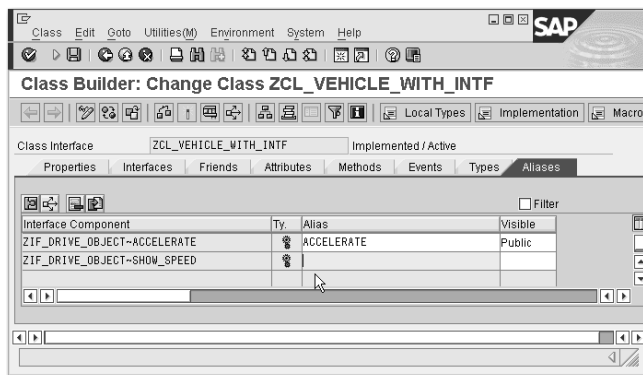 Class Edit Goto Utilities(M) Environment System Help
SAP
Class Builder: Change Class ZCL_VEHICLE_WITH_INTF
Local Types Implementation Macro
Class Interface ZCL_VEHICLE_WITH_INTF Implemented / Active
Properties Interfaces Friends Attributes Methods Events Types Aliases
Filter
Interface Component Ty. Alias Visible
ZIF_DRIVE_OBJECT~ACCELERATE ACCELERATE Public
ZIF_DRIVE_OBJECT~SHOW_SPEED